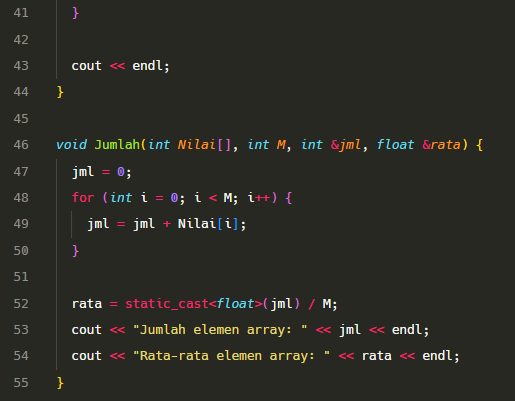 41 }
42
43 cout << endl;
44 }
45
46 void Jumlah(int Nilai[], int M, int &jml, float &rata) {
47 jml = 0;
48 for (int i = 0; i < M; i++) {
49 jml = jml + Nilai[i];
50 }
51
52 rata = static_cast<float>(jml) / M;
53 cout << "Jumlah elemen array: " << jml << endl;
54 cout << "Rata-rata elemen array: " << rata << endl;
55 }